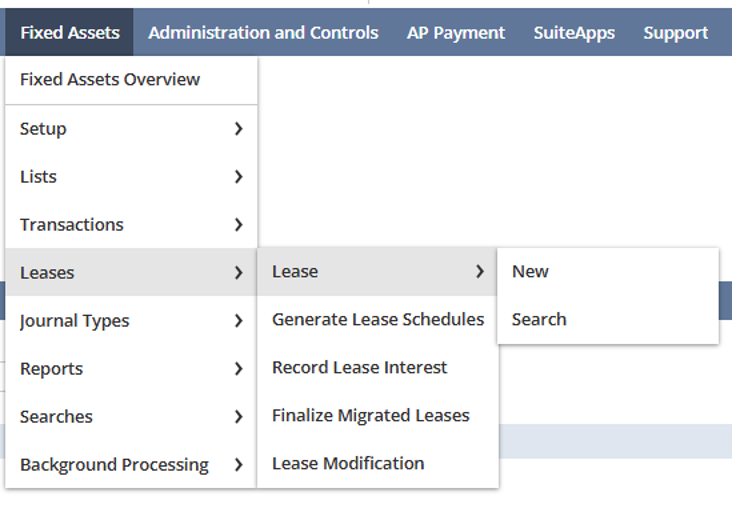 Fixed Assets Administration and Controls AP Payment SuiteApps Support
Fixed Assets Overview
Setup
Lists
Transactions
Leases
Journal Types
Reports
Searches
Background Processing
Lease
Generate Lease Schedules
Record Lease Interest
Finalize Migrated Leases
Lease Modification
New
Search